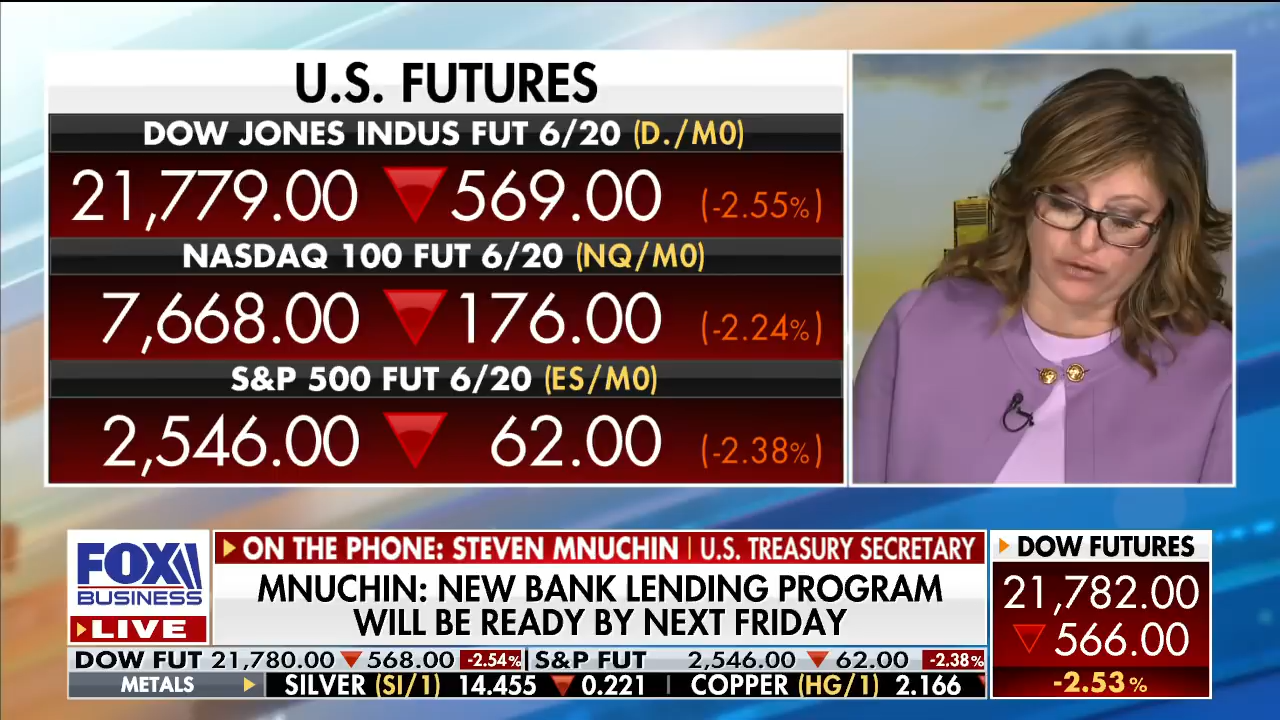 U.S. FUTURES
DOW JONES INDUS FUT 6/20 (D./M0)
21,779.00 ▼ 569.00 (-2.55%)
NASDAQ 100 FUT 6/20 (NQ/M0)
7,668.00 ▼ 176.00 (-2.24%)
S&P 500 FUT 6/20 (ES/M0)
2,546.00 ▼ 62.00 (-2.38%)
FOX
BUSINESS
LIVE
ON THE PHONE: STEVEN MNUCHIN | U.S. TREASURY SECRETARY
MNUCHIN: NEW BANK LENDING PROGRAM
WILL BE READY BY NEXT FRIDAY
DOW FUTURES
21,782.00
▼ 566.00
-2.53%
DOW FUT 21,780.00 ▼ 568.00 -2.54% | S&P FUT 2,546.00 ▼ 62.00 -2.38%
METALS SILVER (SI/1) 14.455 ▼ 0.221 | COPPER (HG/1) 2.166